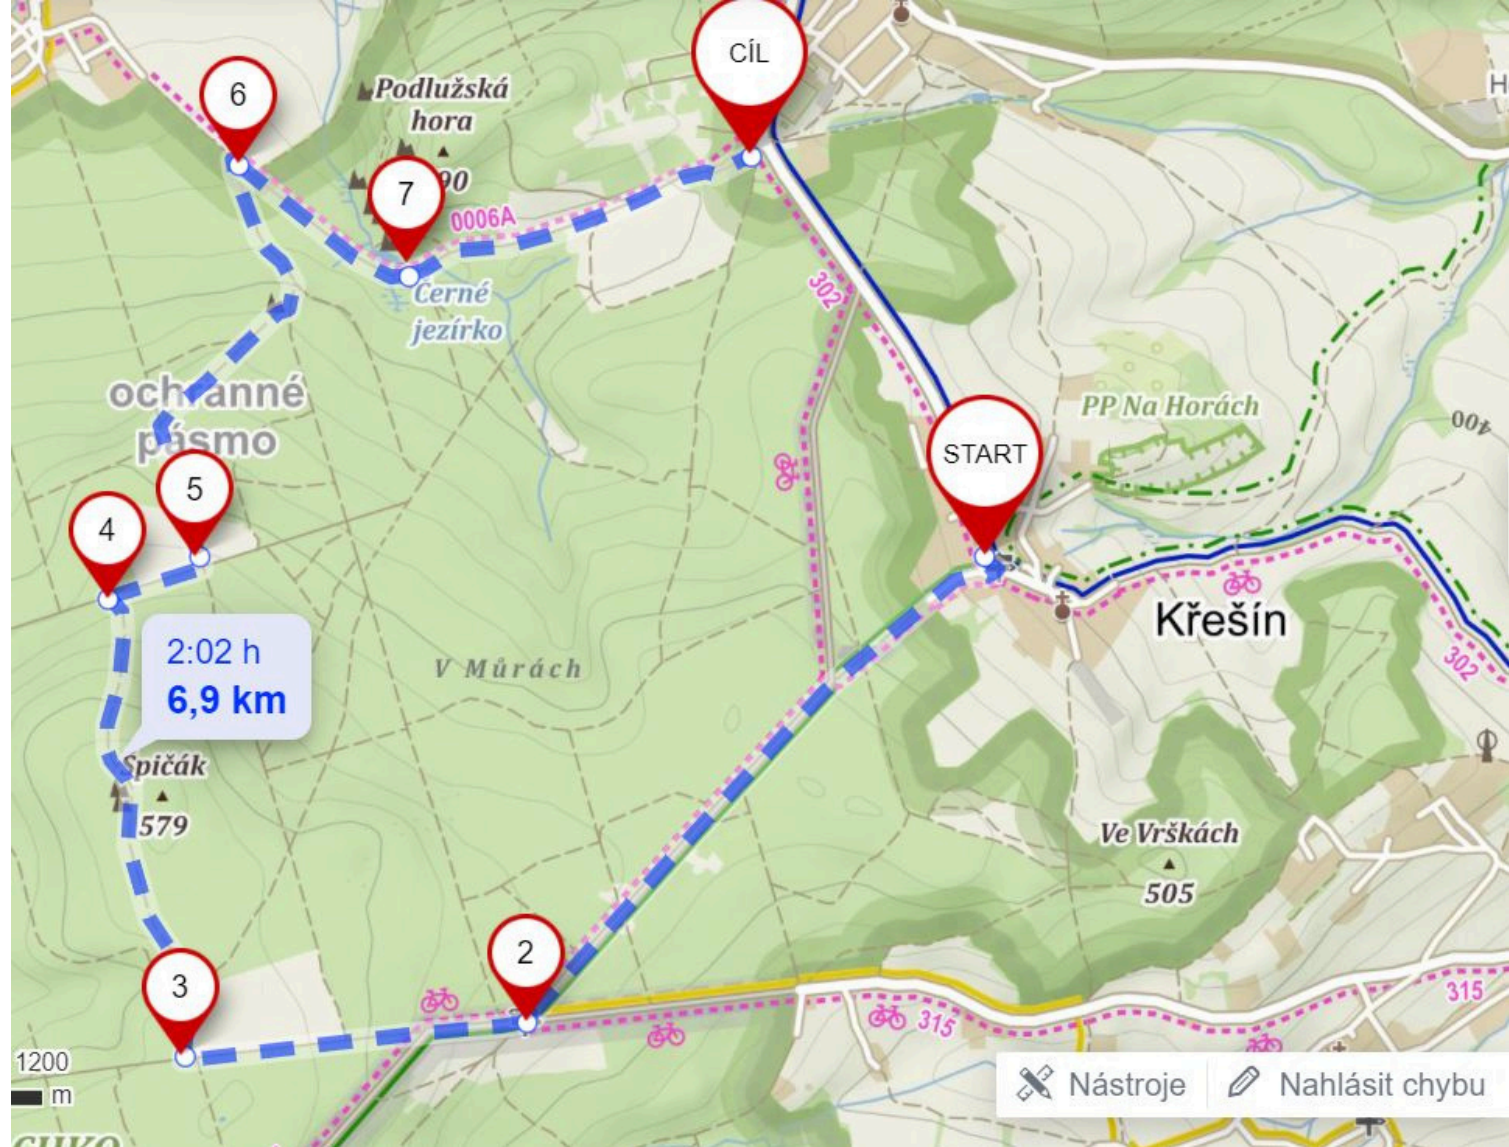 CÍL
6
Podlužská
hora
90
7
0006A
H
Černé
jezírko
302
ochranné
pásmo
PP Na Horách
400
START
5
4
2:02 h
6,9 km
V Můrách
Křešín
302
Spičák
579
Ve Vrškách
505
2
3
315
315
1200
m
CHKO
Nástroje
Nahlásit chybu